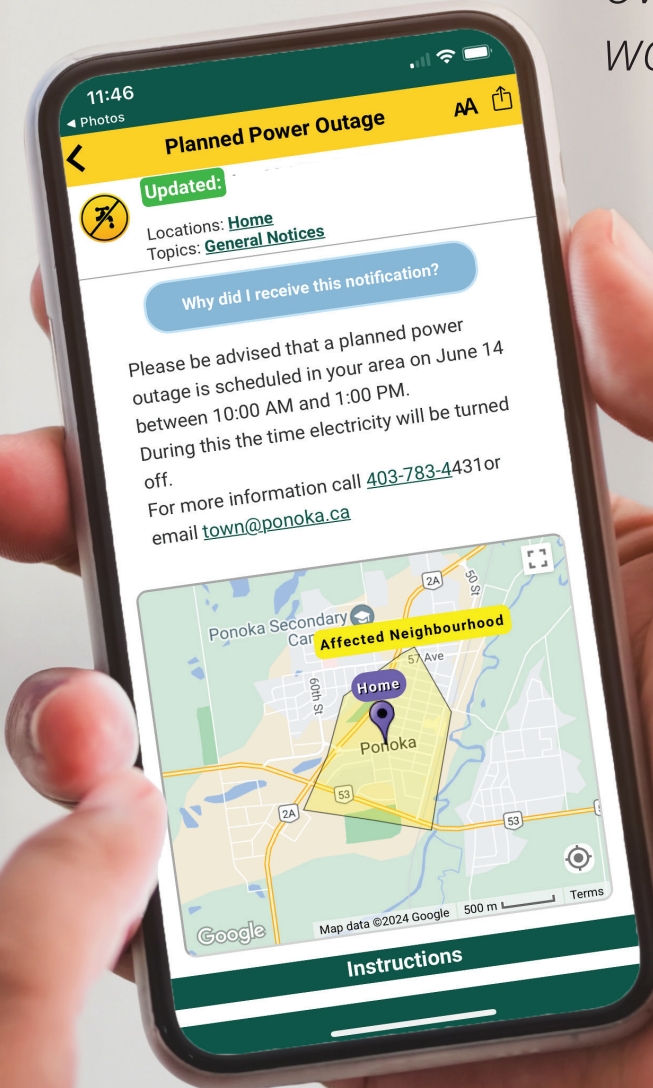 11:46
◀ Photos
Planned Power Outage
AA
Updated:
Locations: Home
Topics: General Notices
Why did I receive this notification?
Please be advised that a planned power
outage is scheduled in your area on June 14
between 10:00 AM and 1:00 PM.
During this the time electricity will be turned
off.
For more information call 403-783-4431or
email town@ponoka.ca
2A
50 St
Ponoka Secondary
Affected Neighbourhood
57 Ave
60th St
Home
Ponoka
53
2A
53
Google
Map data ©2024 Google
500 m
Terms
Instructions